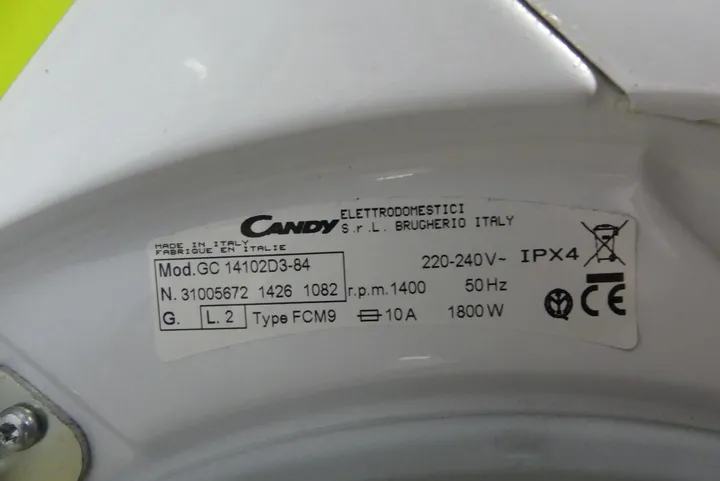 CANDY ELETTRODOMESTICI
S.r.L. BRUGHERIO ITALY
MADE IN ITALY
FABRIQUE EN ITALIE
Mod.GC 14102D3-84 220-240V~ IPX4
N. 31005672 1426 1082 r.p.m.1400 50Hz
G. L. 2 Type FCM9 10A 1800W CE